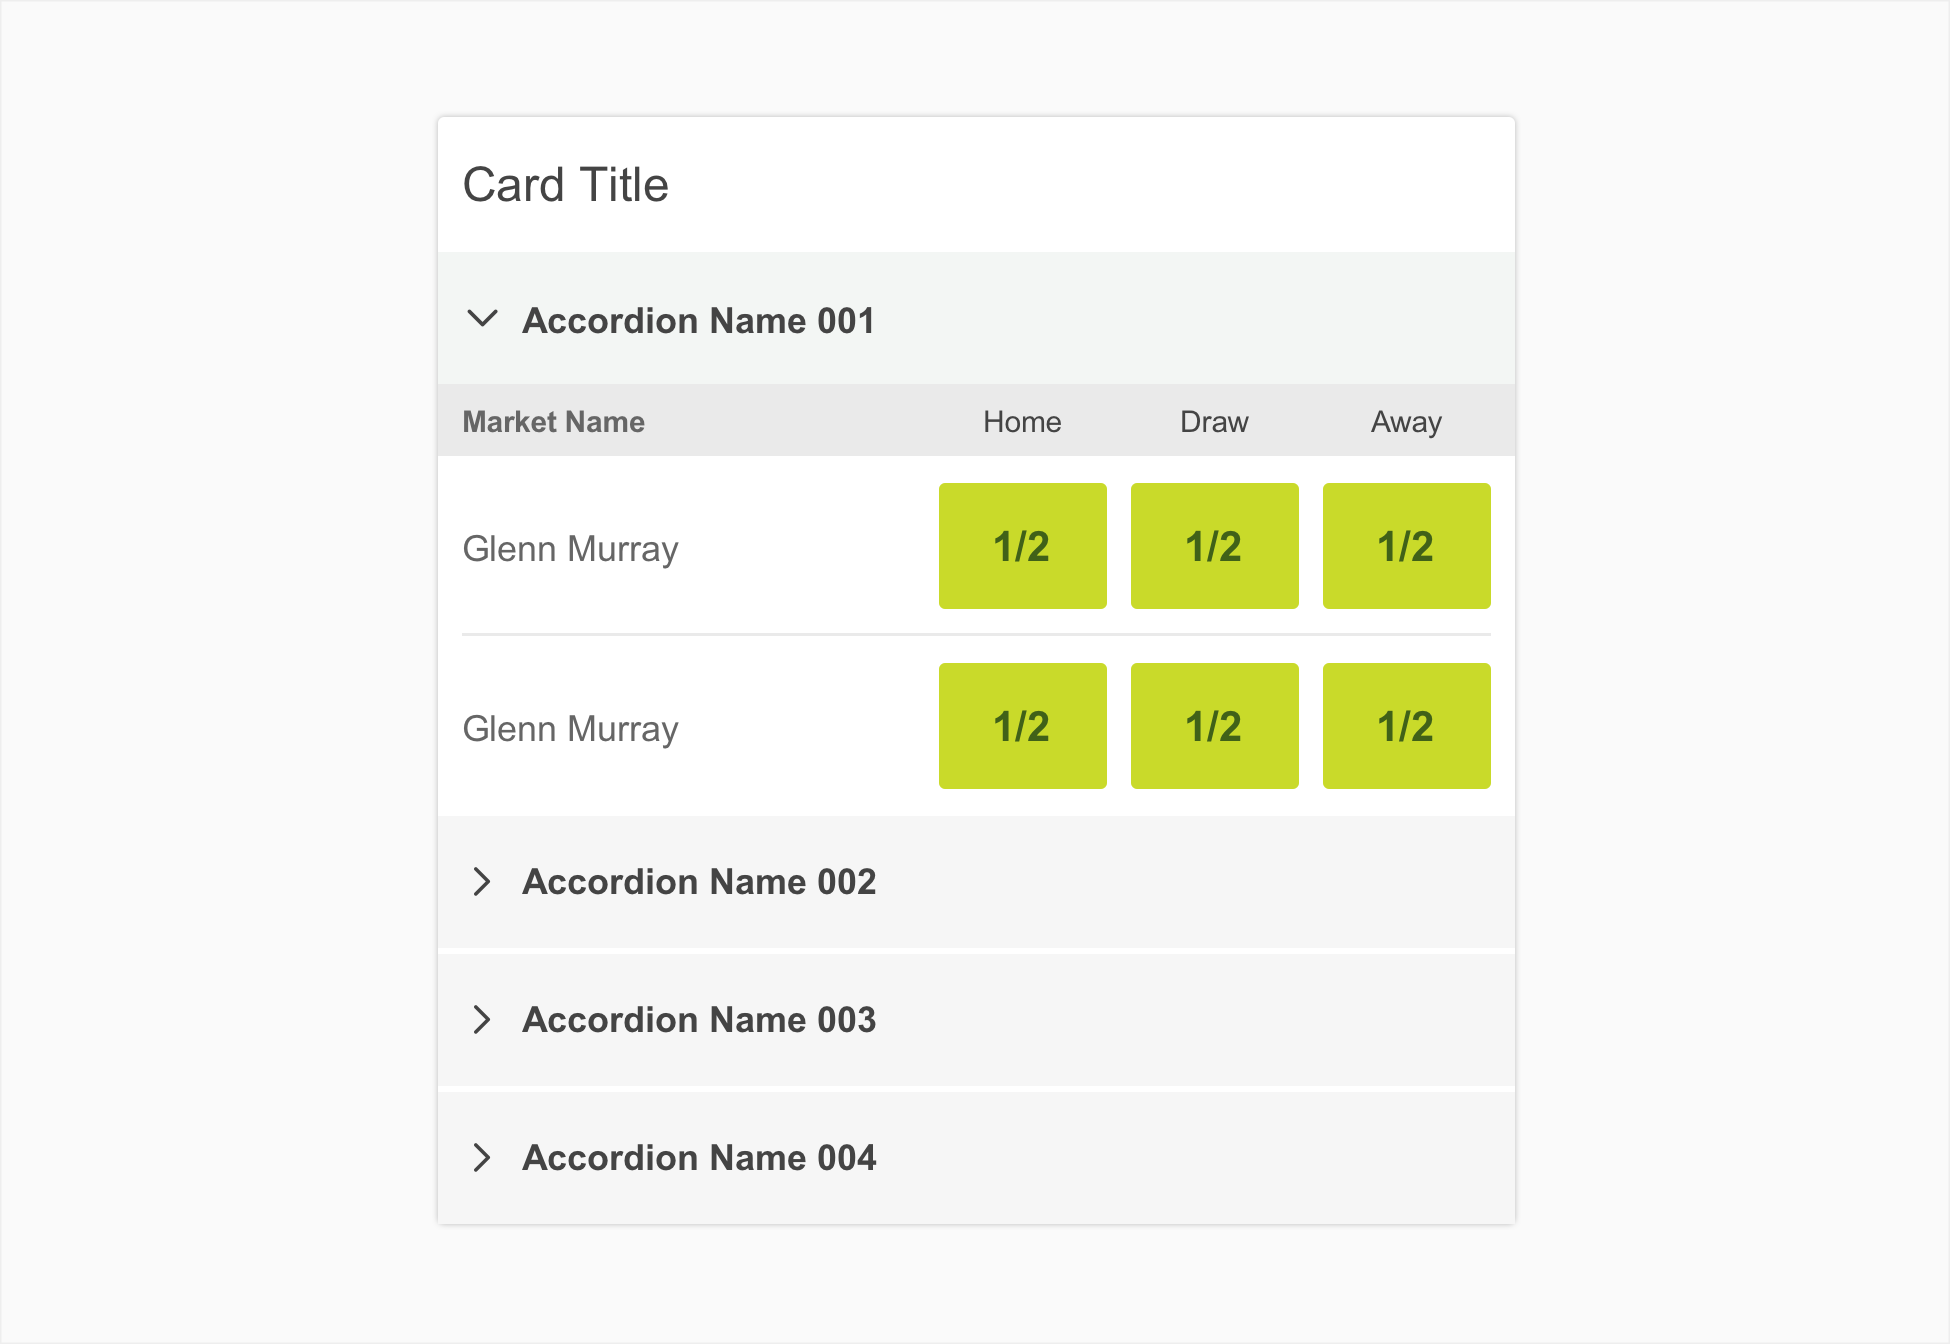 Card Title
Accordion Name 001
Market Name Home Draw Away
Glenn Murray 1/2 1/2 1/2
Glenn Murray 1/2 1/2 1/2
Accordion Name 002
Accordion Name 003
Accordion Name 004